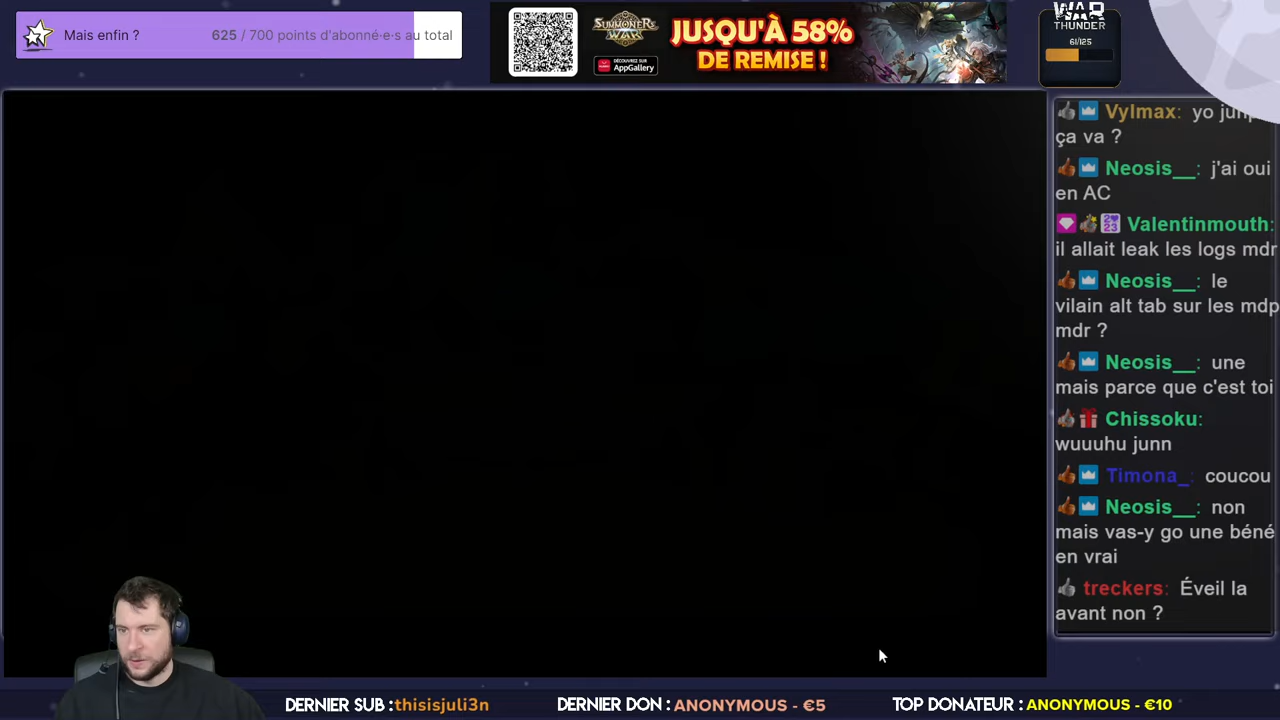 Mais enfin ?
625 / 700 points d'abonné·e·s au total
SUMMONERS WAR
DÉCOUVREZ SUR
AppGallery
JUSQU'À 58%
DE REMISE !
WAR
THUNDER
61/125
Vylmax: yo junn
ça va ?
Neosis__: j'ai oui
en AC
Valentinmouth:
il allait leak les logs mdr
Neosis__: le
vilain alt tab sur les mdp
mdr ?
Neosis__: une
mais parce que c'est toi
Chissoku:
wuuuhu junn
Timona_: coucou
Neosis__: non
mais vas-y go une béné
en vrai
treckers: Éveil la
avant non ?
DERNIER SUB : thisisjuli3n
DERNIER DON : ANONYMOUS - €5
TOP DONATEUR : ANONYMOUS - €10